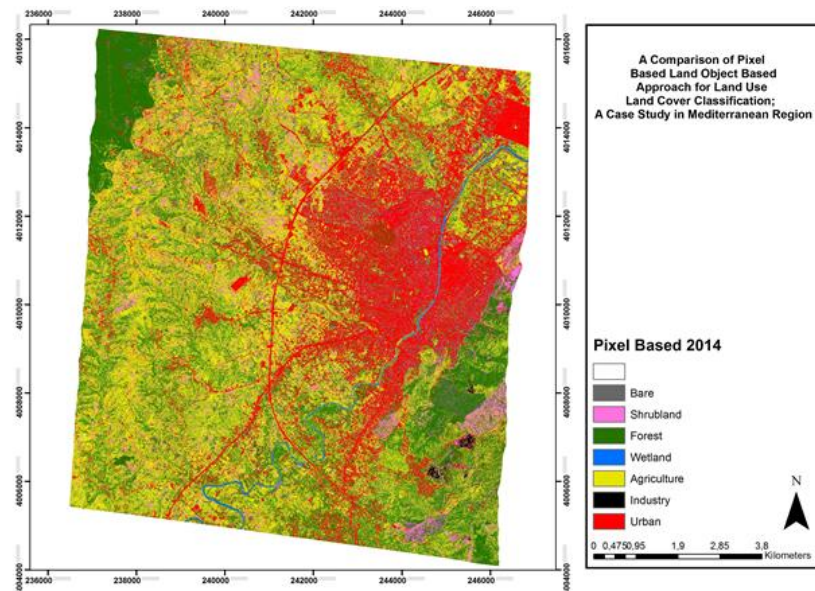 236000 238000 240000 242000 244000 246000
4016000
4014000
4012000
4010000
4008000
4006000
4004000
4016000
4014000
4012000
4010000
4008000
4006000
004000
236000 238000 240000 242000 244000 246000
A Comparison of Pixel
Based Land Object Based
Approach for Land Use
Land Cover Classification;
A Case Study in Mediterranean Region
Pixel Based 2014
Bare
Shrubland
Forest
Wetland
Agriculture
Industry
Urban
N
0 0,4750,95 1,9 2,85 3,8
Kilometers